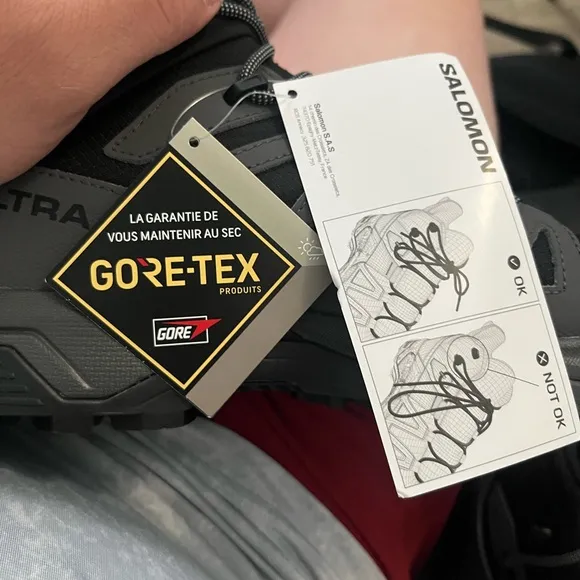 LTRA
LA GARANTIE DE
VOUS MAINTENIR AU SEC
GORE-TEX
PRODUITS
GORE
SALOMON
Salomon S.A.S
OK
NOT OK